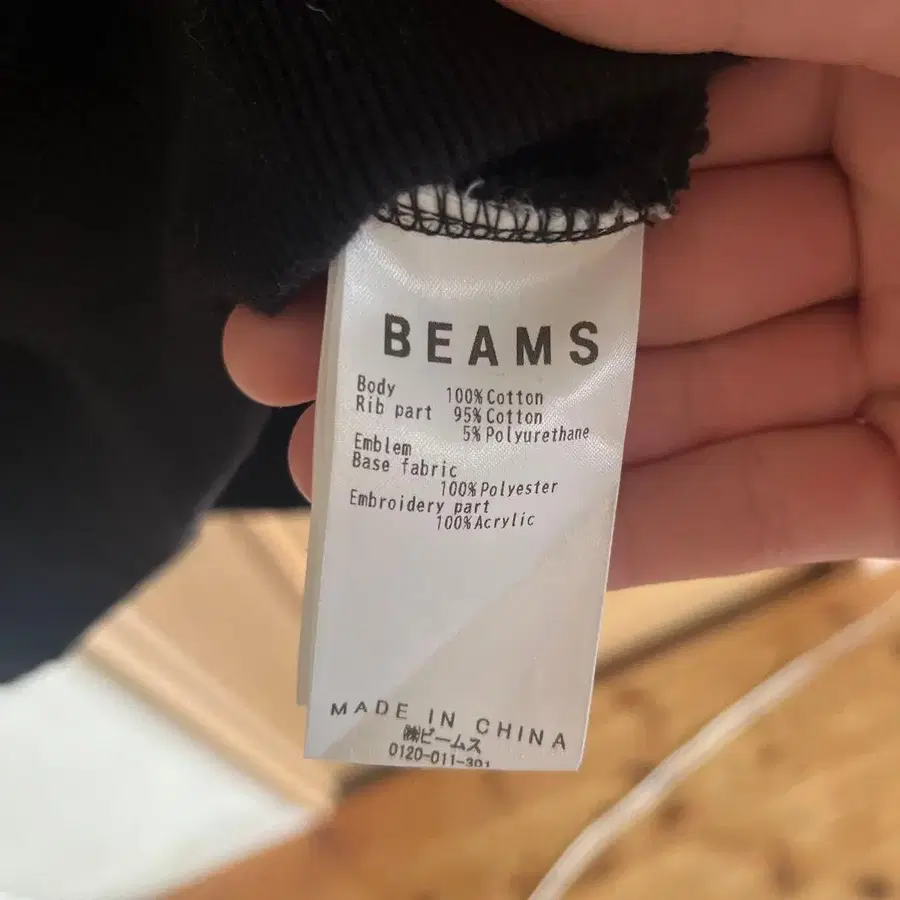 BEAMS
Body 100% Cotton
Rib part 95% Cotton
5% Polyurethane
Emblem
Base fabric
100% Polyester
Embroidery part
100% Acrylic
MADE IN CHINA
㈱ビームス
0120-011-301